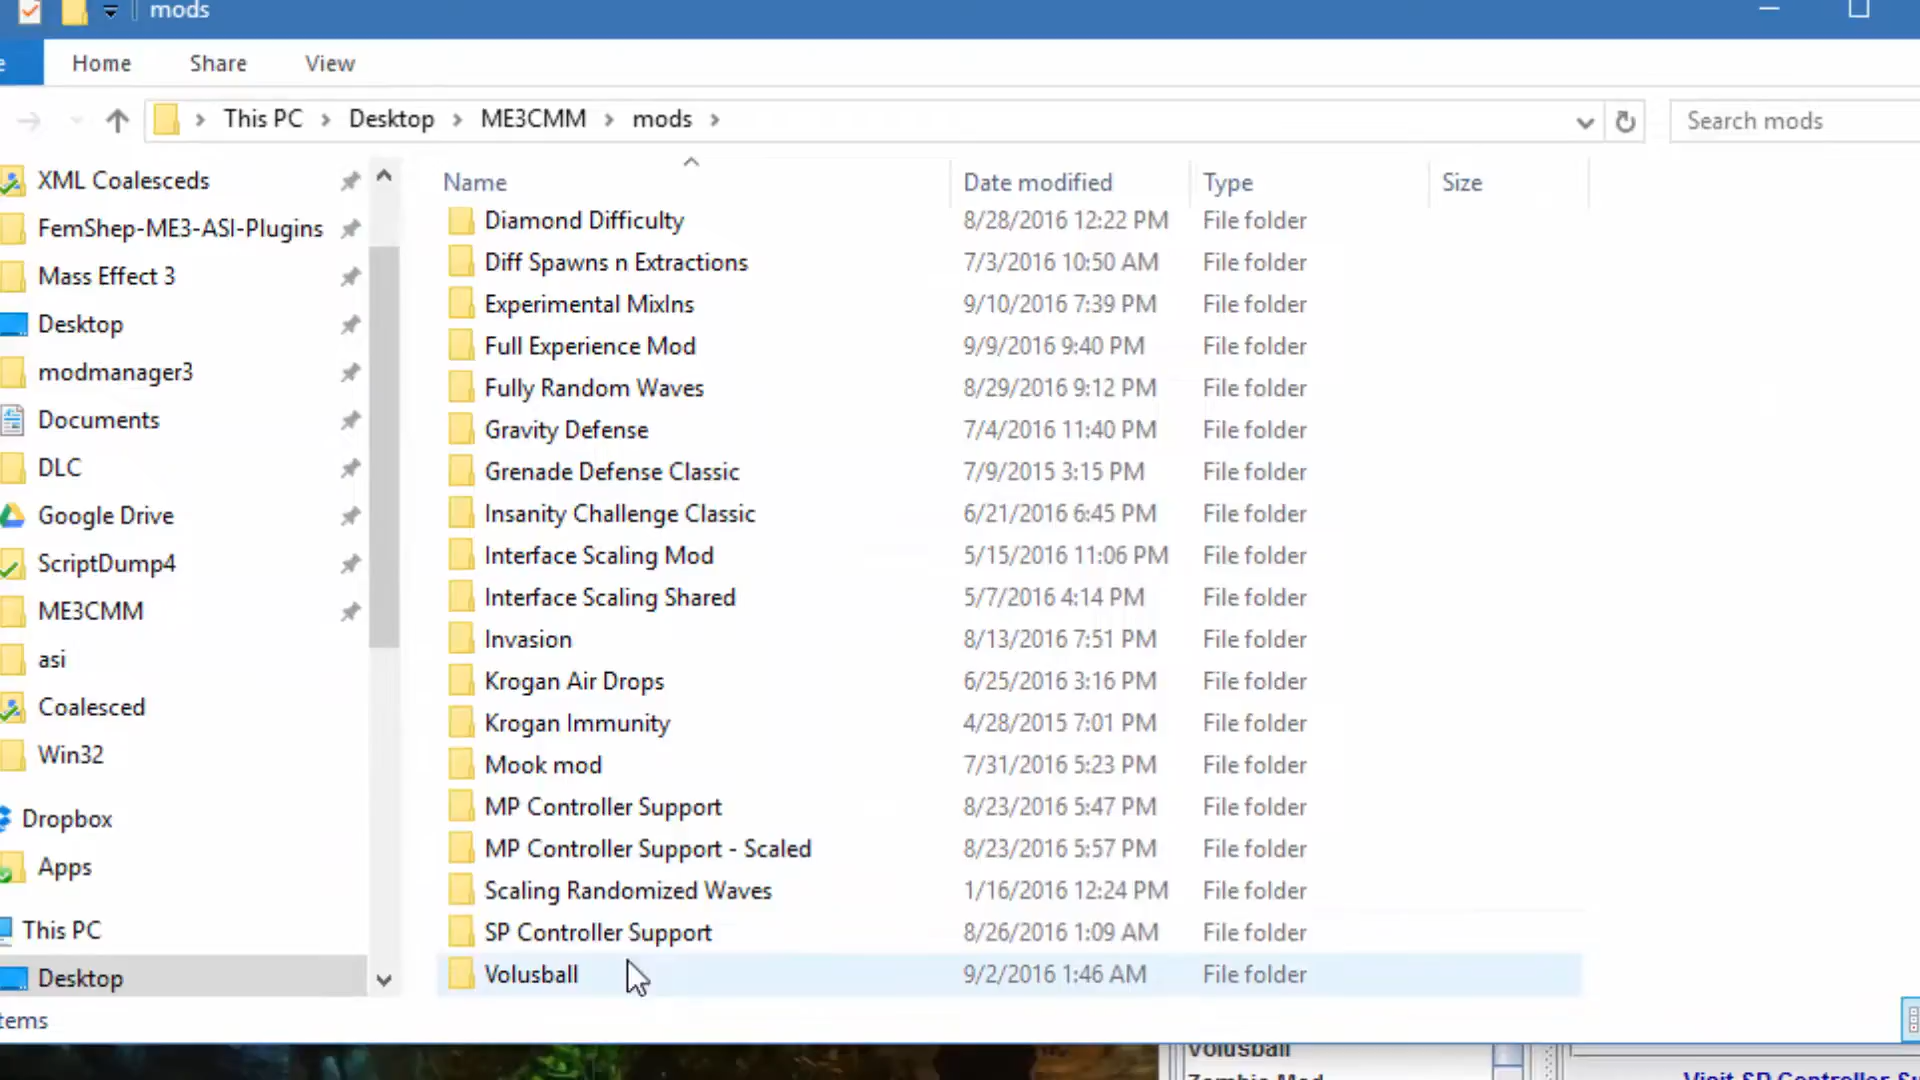 mods
Home Share View
This PC Desktop ME3CMM mods Search mods
Name Date modified Type Size
XML Coalesceds
FemShep-ME3-ASI-Plugins
Mass Effect 3
Desktop
modmanager3
Documents
DLC
Google Drive
ScriptDump4
ME3CMM
asi
Coalesced
Win32
Dropbox
Apps
This PC
Desktop
Diamond Difficulty 8/28/2016 12:22 PM File folder
Diff Spawns n Extractions 7/3/2016 10:50 AM File folder
Experimental MixIns 9/10/2016 7:39 PM File folder
Full Experience Mod 9/9/2016 9:40 PM File folder
Fully Random Waves 8/29/2016 9:12 PM File folder
Gravity Defense 7/4/2016 11:40 PM File folder
Grenade Defense Classic 7/9/2015 3:15 PM File folder
Insanity Challenge Classic 6/21/2016 6:45 PM File folder
Interface Scaling Mod 5/15/2016 11:06 PM File folder
Interface Scaling Shared 5/7/2016 4:14 PM File folder
Invasion 8/13/2016 7:51 PM File folder
Krogan Air Drops 6/25/2016 3:16 PM File folder
Krogan Immunity 4/28/2015 7:01 PM File folder
Mook mod 7/31/2016 5:23 PM File folder
MP Controller Support 8/23/2016 5:47 PM File folder
MP Controller Support - Scaled 8/23/2016 5:57 PM File folder
Scaling Randomized Waves 1/16/2016 12:24 PM File folder
SP Controller Support 8/26/2016 1:09 AM File folder
Volusball 9/2/2016 1:46 AM File folder
tems
Volusball
Zombie Mod
Visit SP Controller Su